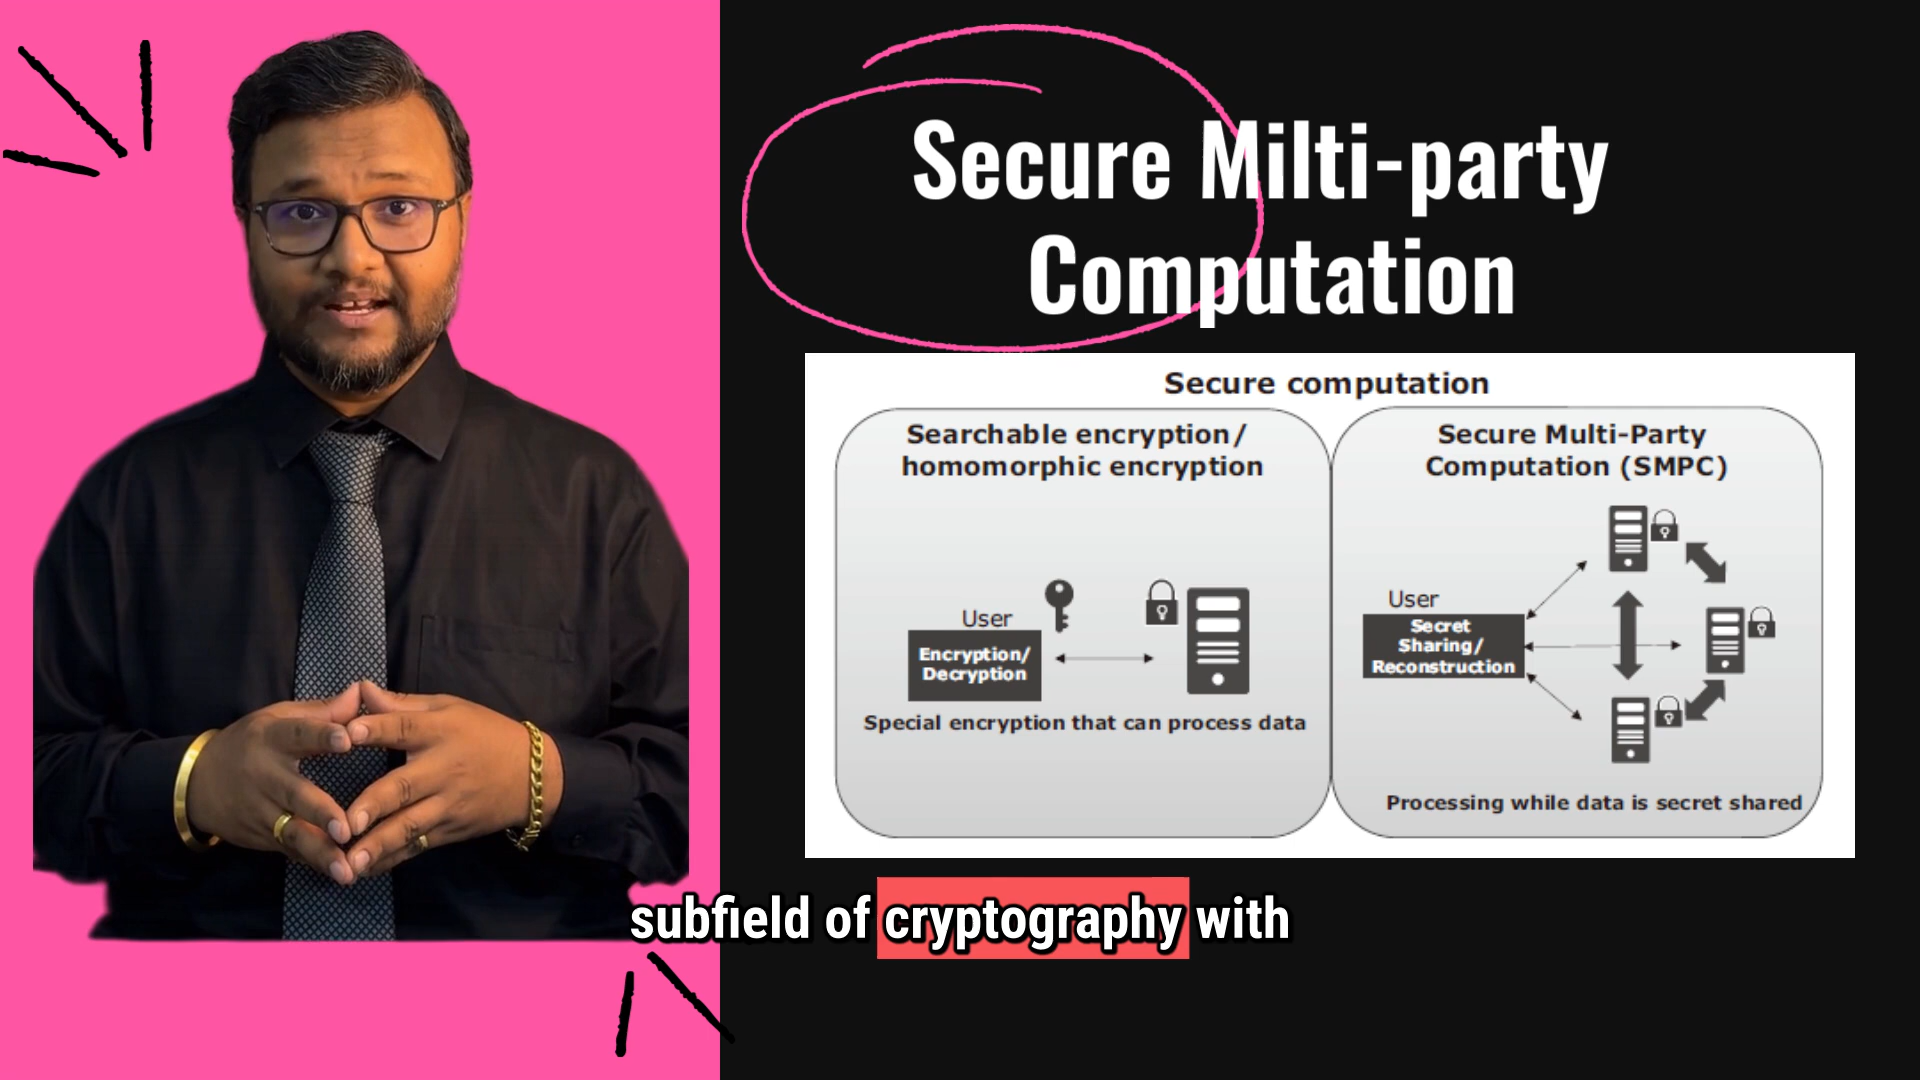 Secure Milti-party
Computation
Secure computation
Searchable encryption/
homomorphic encryption
User
Encryption/
Decryption
Special encryption that can process data
Secure Multi-Party
Computation (SMPC)
User
Secret
Sharing/
Reconstruction
Processing while data is secret shared
subfield of cryptography with